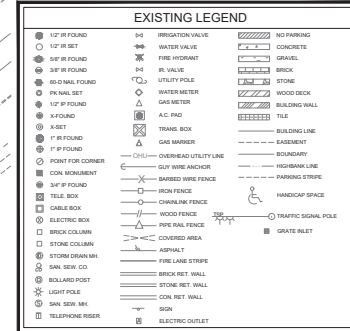 EXISTING LEGEND
1/2" IR FOUND
1/2" IR SET
5/8" IR FOUND
3/8" IR FOUND
60-D NAIL FOUND
PK NAIL SET
1/2" IP FOUND
X-FOUND
X-SET
1" IR FOUND
1" IP FOUND
POINT FOR CORNER
CON. MONUMENT
3/4" IP FOUND
TELE. BOX
CABLE BOX
ELECTRIC BOX
BRICK COLUMN
STONE COLUMN
STORM DRAIN MH.
SAN. SEW. CO.
BOLLARD POST
LIGHT POLE
SAN. SEW. MH.
TELEPHONE RISER
IRRIGATION VALVE
WATER VALVE
FIRE HYDRANT
IR. VALVE
UTILITY POLE
WATER METER
GAS METER
A.C. PAD
TRANS. BOX
GAS MARKER
OHU OVERHEAD UTILITY LINE
GUY WIRE ANCHOR
BARBED WIRE FENCE
IRON FENCE
CHAINLINK FENCE
WOOD FENCE
PIPE RAIL FENCE
COVERED AREA
ASPHALT
FIRE LANE STRIPE
BRICK RET. WALL
STONE RET. WALL
CON. RET. WALL
SIGN
ELECTRIC OUTLET
NO PARKING
CONCRETE
GRAVEL
BRICK
STONE
WOOD DECK
BUILDING WALL
TILE
BUILDING LINE
EASEMENT
BOUNDARY
HIGHBANK LINE
PARKING STRIPE
HANDICAP SPACE
TSP TRAFFIC SIGNAL POLE
GRATE INLET